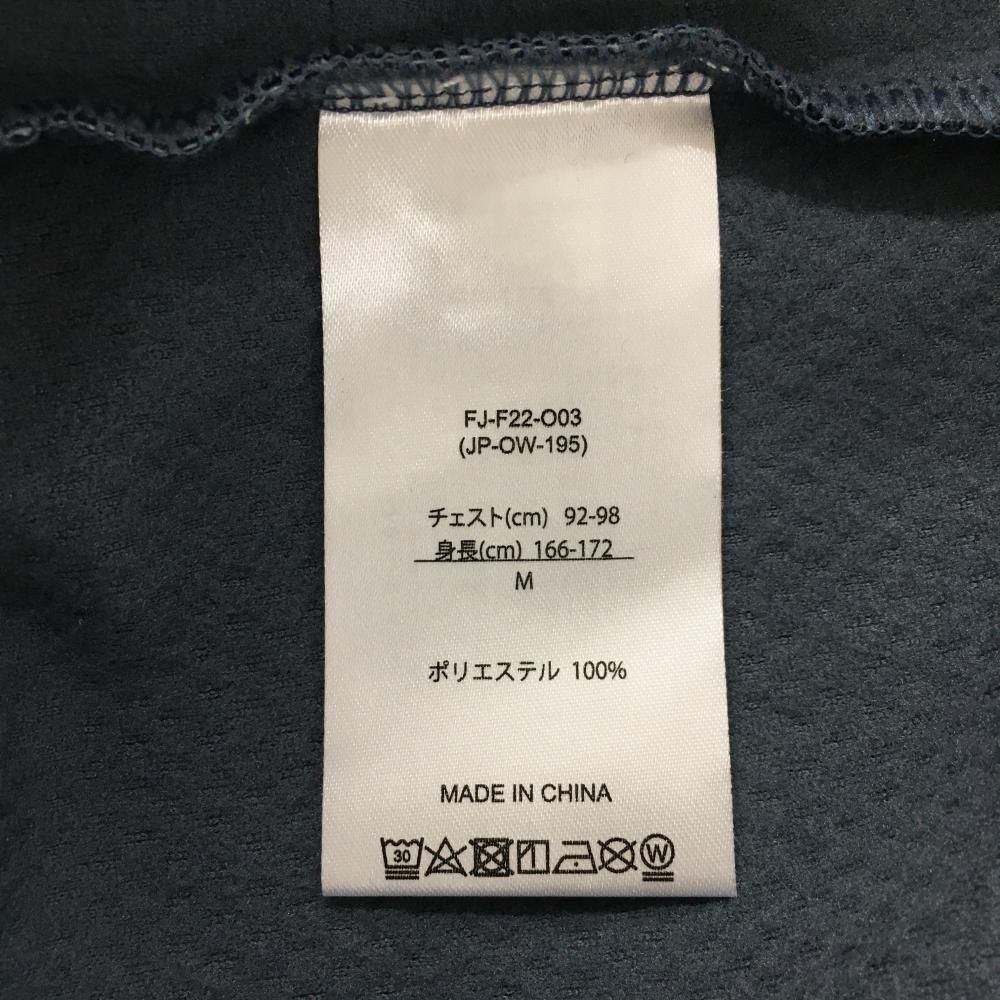 FJ-F22-O03
(JP-OW-195)
チェスト(cm) 92-98
身長(cm) 166-172
M
ポリエステル 100%
MADE IN CHINA
30 W